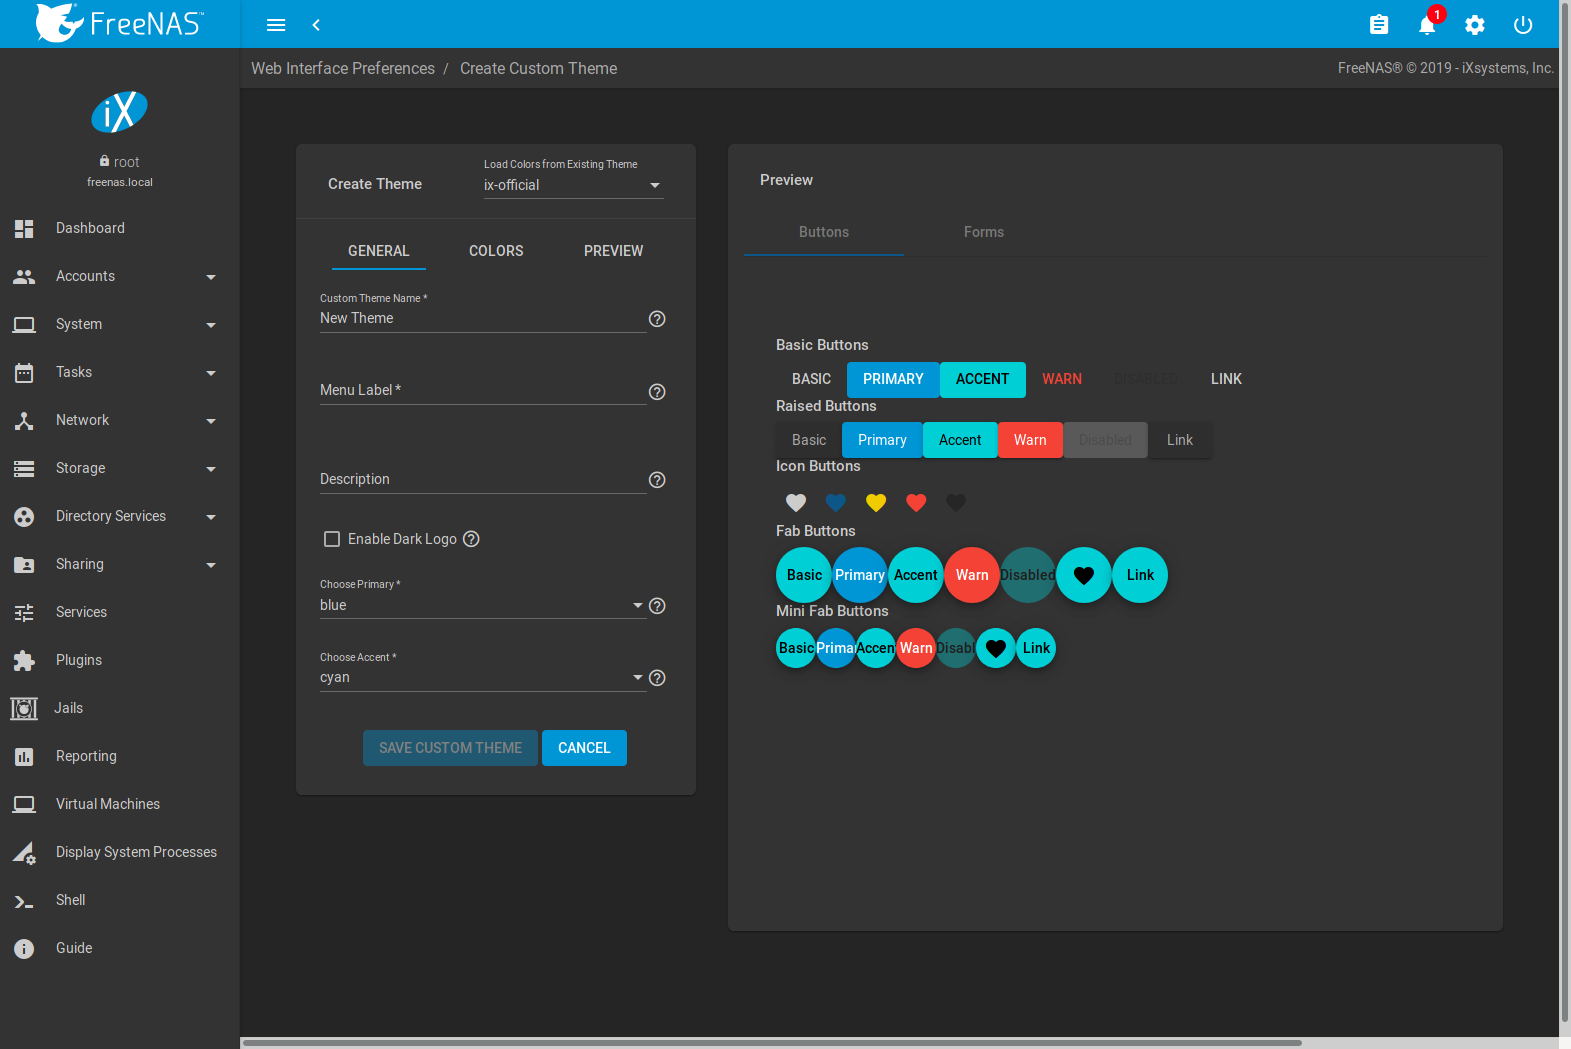 FreeNAS™
1
Web Interface Preferences / Create Custom Theme
FreeNAS® © 2019 - iXsystems, Inc.
iX
root
freenas.local
Dashboard
Accounts
System
Tasks
Network
Storage
Directory Services
Sharing
Services
Plugins
Jails
Reporting
Virtual Machines
Display System Processes
Shell
Guide
Create Theme
Load Colors from Existing Theme
ix-official
GENERAL COLORS PREVIEW
Custom Theme Name *
New Theme
Menu Label *
Description
Enable Dark Logo
Choose Primary *
blue
Choose Accent *
cyan
SAVE CUSTOM THEME CANCEL
Preview
Buttons Forms
Basic Buttons
BASIC PRIMARY ACCENT WARN DISABLED LINK
Raised Buttons
Basic Primary Accent Warn Disabled Link
Icon Buttons
Fab Buttons
Basic Primary Accent Warn Disabled Link
Mini Fab Buttons
Basic Primar Accent Warn Disabl Link